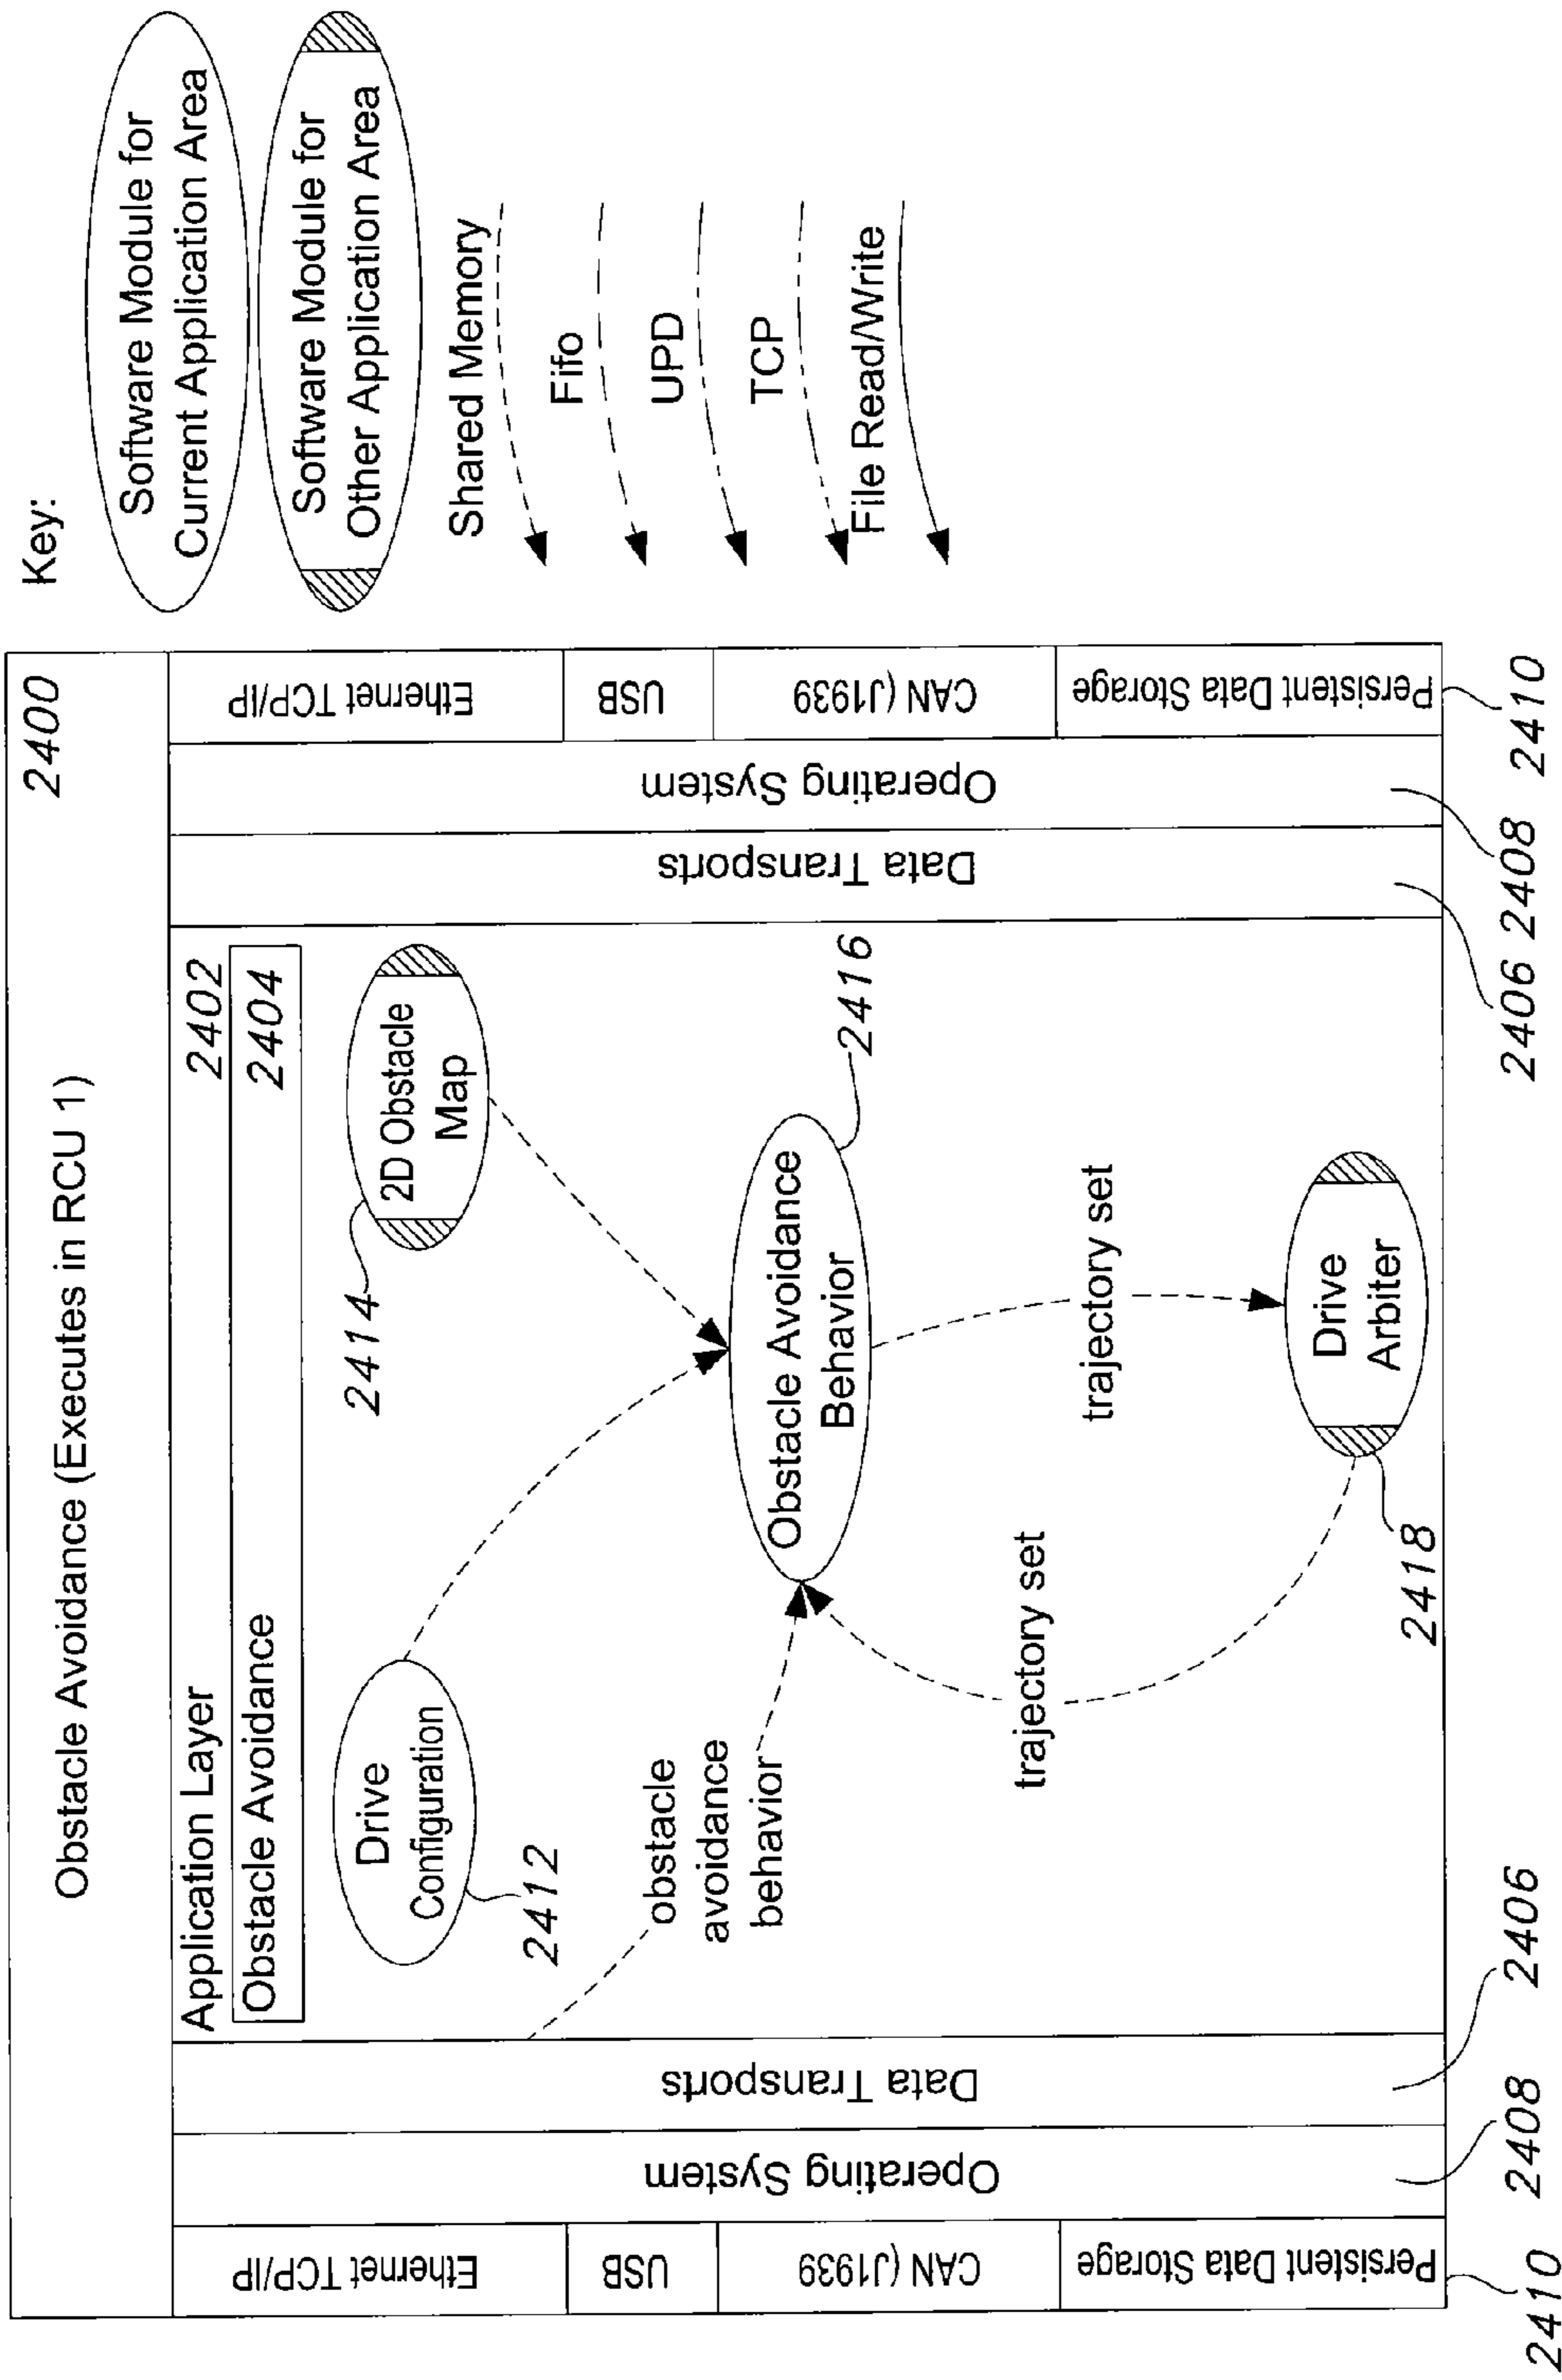 Obstacle Avoidance (Executes in RCU 1)
2400
Application Layer
2402
Obstacle Avoidance
2404
Ethernet TCP/IP
USB
CAN (J1939
Persistent Data Storage
2410
Operating System
2408
Data Transports
2406
Drive
Configuration
2412
2D Obstacle
Map
2414
obstacle
avoidance
behavior
Obstacle Avoidance
Behavior
2416
trajectory set
trajectory set
Drive
Arbiter
2418
Data Transports
2406
Operating System
2408
Ethernet TCP/IP
USB
CAN (J1939
Persistent Data Storage
2410
Key:
Software Module for
Current Application Area
Software Module for
Other Application Area
Shared Memory
Fifo
UPD
TCP
File Read/Write